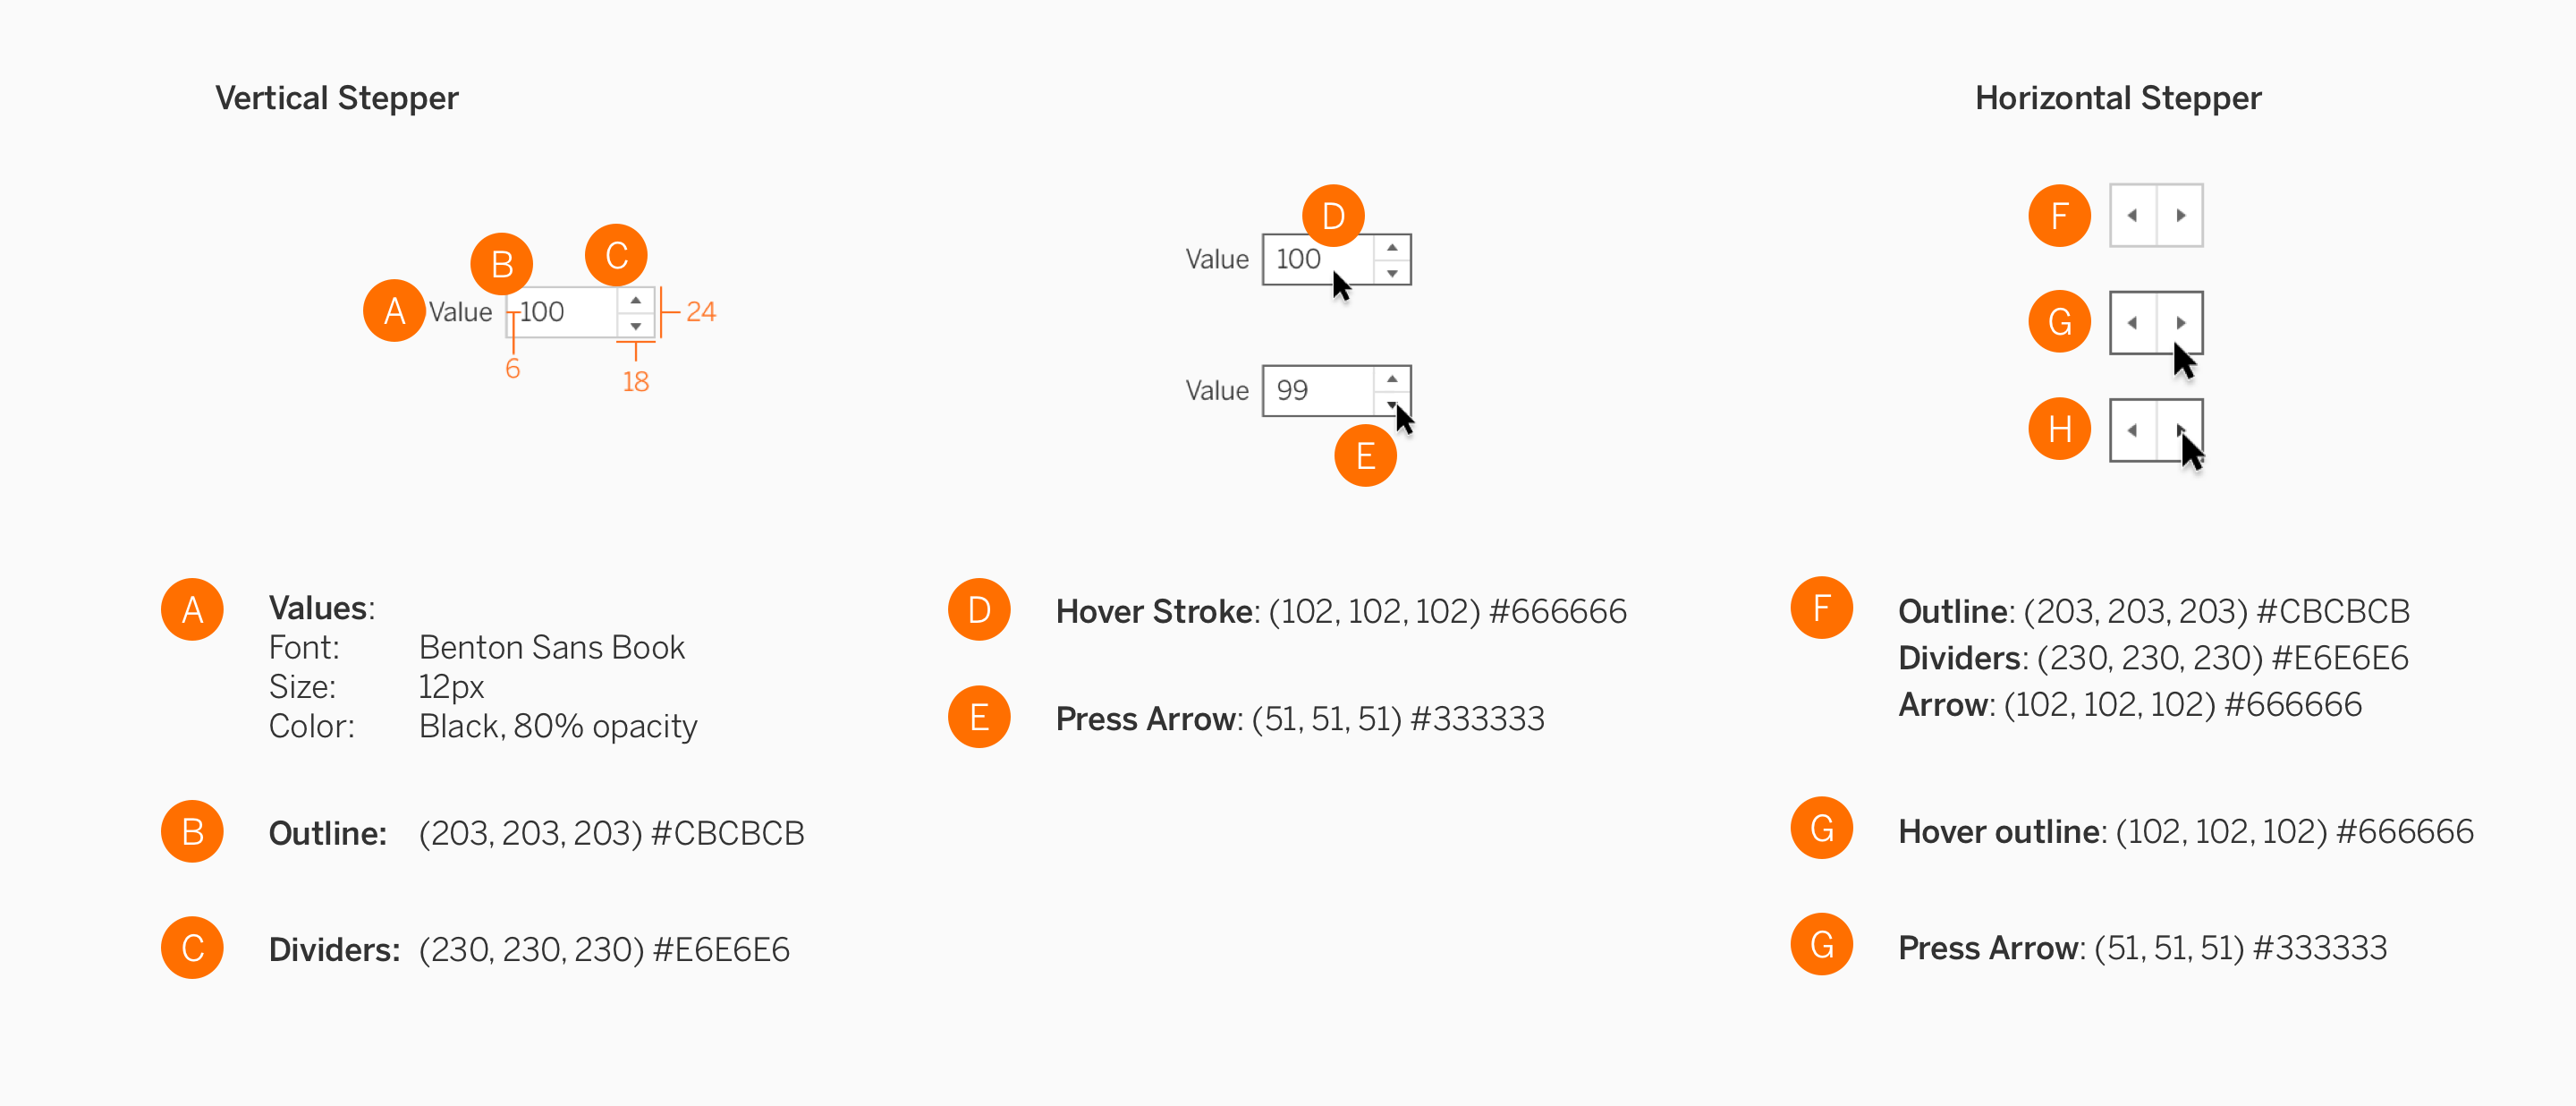 Vertical Stepper
Horizontal Stepper
A
B
C
Value
100
24
6
18
D
Value
100
Value
99
E
F
G
H
A
Values:
Font: Benton Sans Book
Size: 12px
Color: Black, 80% opacity
B
Outline: (203, 203, 203) #CBCBCB
C
Dividers: (230, 230, 230) #E6E6E6
D
Hover Stroke: (102, 102, 102) #666666
E
Press Arrow: (51, 51, 51) #333333
F
Outline: (203, 203, 203) #CBCBCB
Dividers: (230, 230, 230) #E6E6E6
Arrow: (102, 102, 102) #666666
G
Hover outline: (102, 102, 102) #666666
G
Press Arrow: (51, 51, 51) #333333